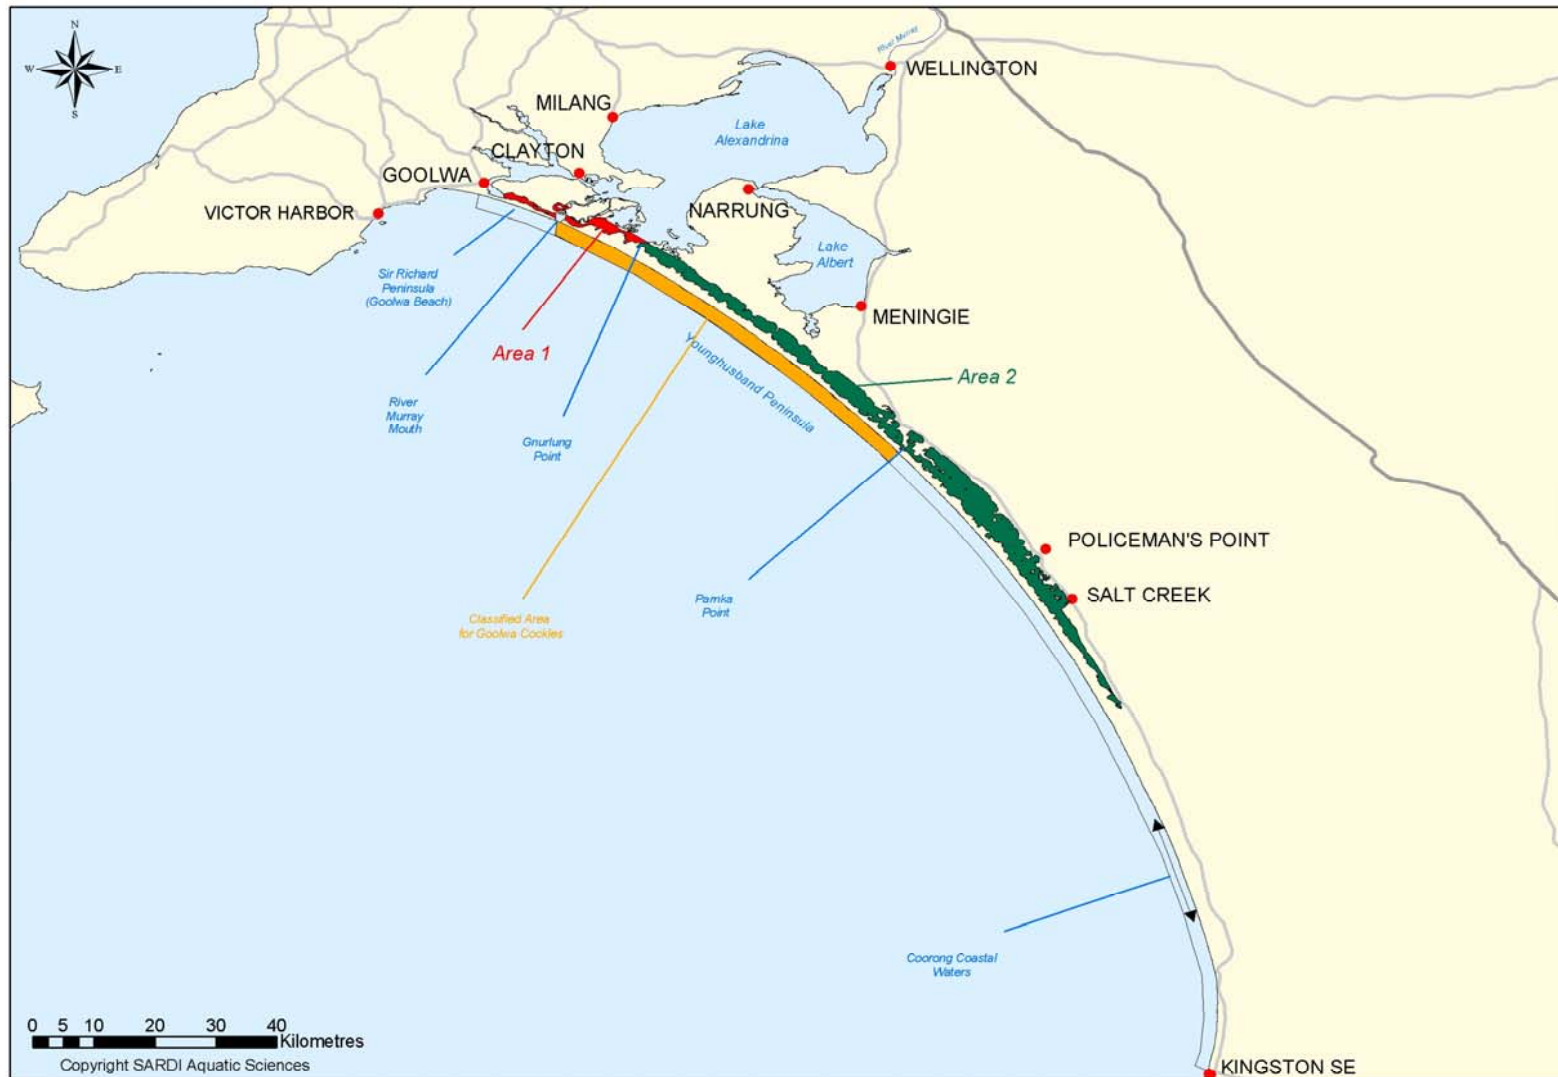 N
W
E
S
River Murray
WELLINGTON
MILANG
Lake
Alexandrina
CLAYTON
GOOLWA
NARRUNG
VICTOR HARBOR
Lake
Albert
Sir Richard
Peninsula
(Goolwa Beach)
MENINGIE
Area 1
Younghusband Peninsula
Area 2
River
Murray
Mouth
Gnurlung
Point
POLICEMAN'S POINT
SALT CREEK
Parnka
Point
Classified Area
for Goolwa Cockles
Coorong Coastal
Waters
0 5 10 20 30 40
Kilometres
Copyright SARDI Aquatic Sciences
KINGSTON SE